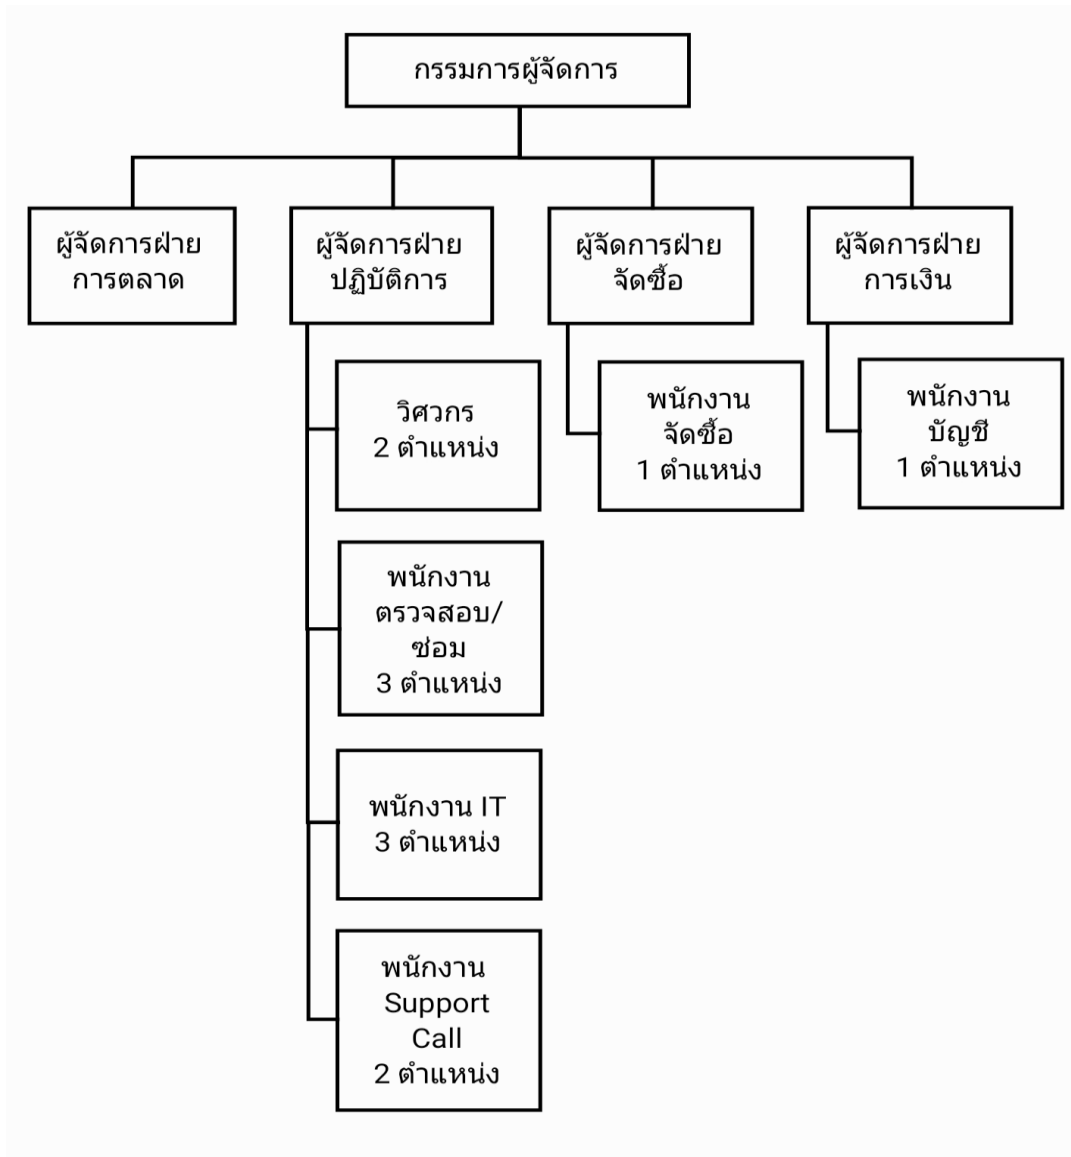 กรรมการผู้จัดการ
ผู้จัดการฝ่าย
การตลาด
ผู้จัดการฝ่าย
ปฏิบัติการ
ผู้จัดการฝ่าย
จัดซื้อ
ผู้จัดการฝ่าย
การเงิน
วิศวกร
2 ตำแหน่ง
พนักงาน
ตรวจสอบ/
ซ่อม
3 ตำแหน่ง
พนักงาน IT
3 ตำแหน่ง
พนักงาน
Support
Call
2 ตำแหน่ง
พนักงาน
จัดซื้อ
1 ตำแหน่ง
พนักงาน
บัญชี
1 ตำแหน่ง